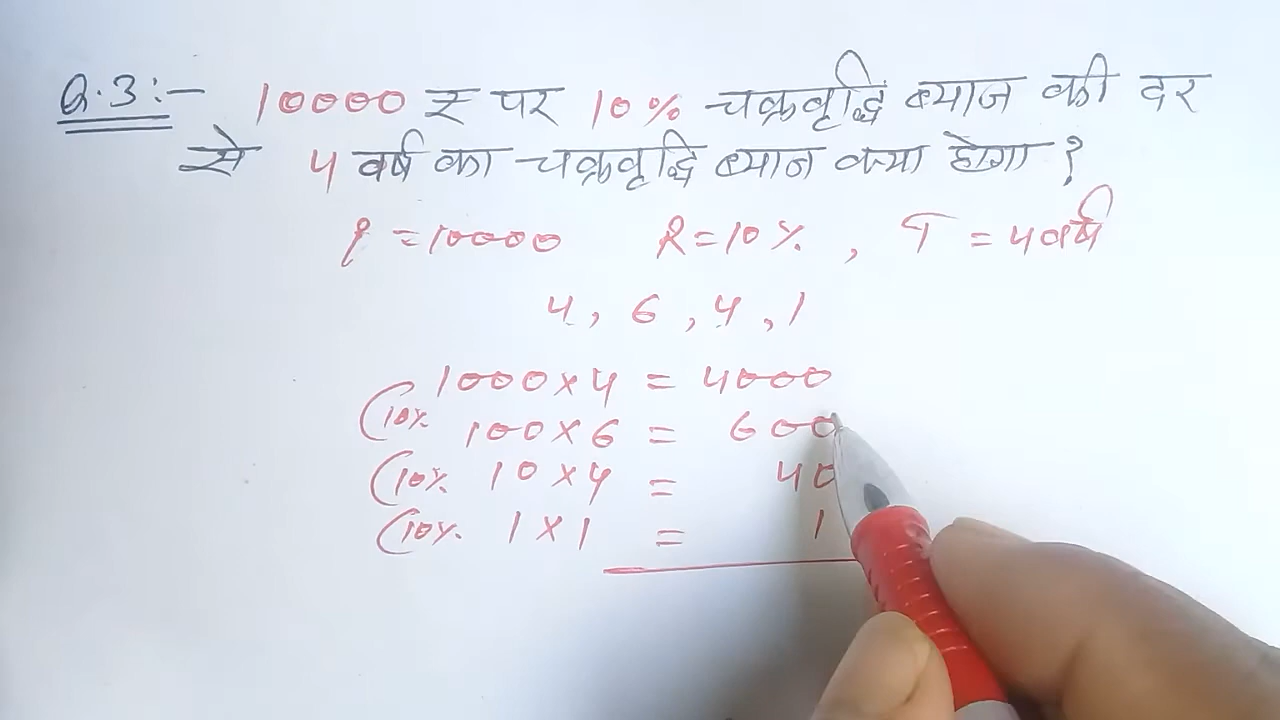 Q.3:- 10000 ₹ पर 10% चक्रवृद्धि ब्याज की दर
से 4 वर्ष का चक्रवृद्धि ब्याज क्या होगा ?
P = 10000 R = 10% , T = 4 वर्ष
4, 6, 4, 1
1000 × 4 = 4000
10% 100 × 6 = 600
10% 10 × 4 = 40
10% 1 × 1 = 1